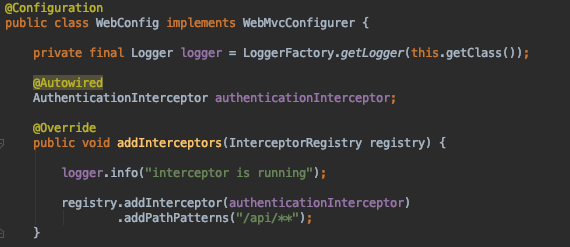 @Configuration
public class WebConfig implements WebMvcConfigurer {
private final Logger logger = LoggerFactory.getLogger(this.getClass());
@Autowired
AuthenticationInterceptor authenticationInterceptor;
@Override
public void addInterceptors(InterceptorRegistry registry) {
logger.info("interceptor is running");
registry.addInterceptor(authenticationInterceptor)
.addPathPatterns("/api/**");
}